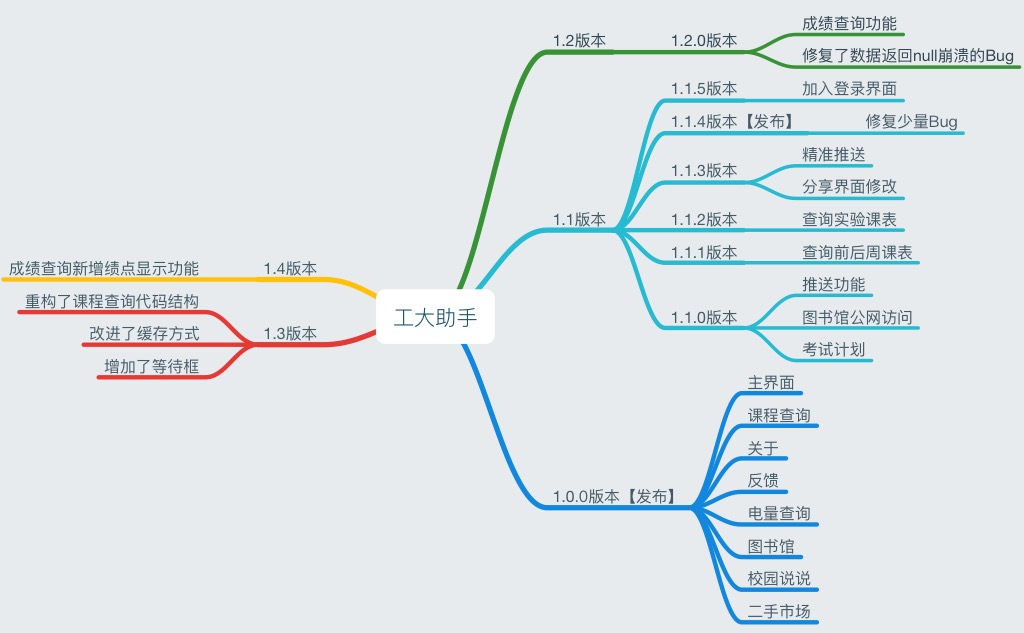 工大助手
1.2版本
1.2.0版本
成绩查询功能
修复了数据返回null崩溃的Bug
1.1版本
1.1.5版本
加入登录界面
1.1.4版本【发布】
修复少量Bug
1.1.3版本
精准推送
分享界面修改
1.1.2版本
查询实验课表
1.1.1版本
查询前后周课表
1.1.0版本
推送功能
图书馆公网访问
考试计划
1.0.0版本【发布】
主界面
课程查询
关于
反馈
电量查询
图书馆
校园说说
二手市场
1.4版本
成绩查询新增绩点显示功能
1.3版本
重构了课程查询代码结构
改进了缓存方式
增加了等待框